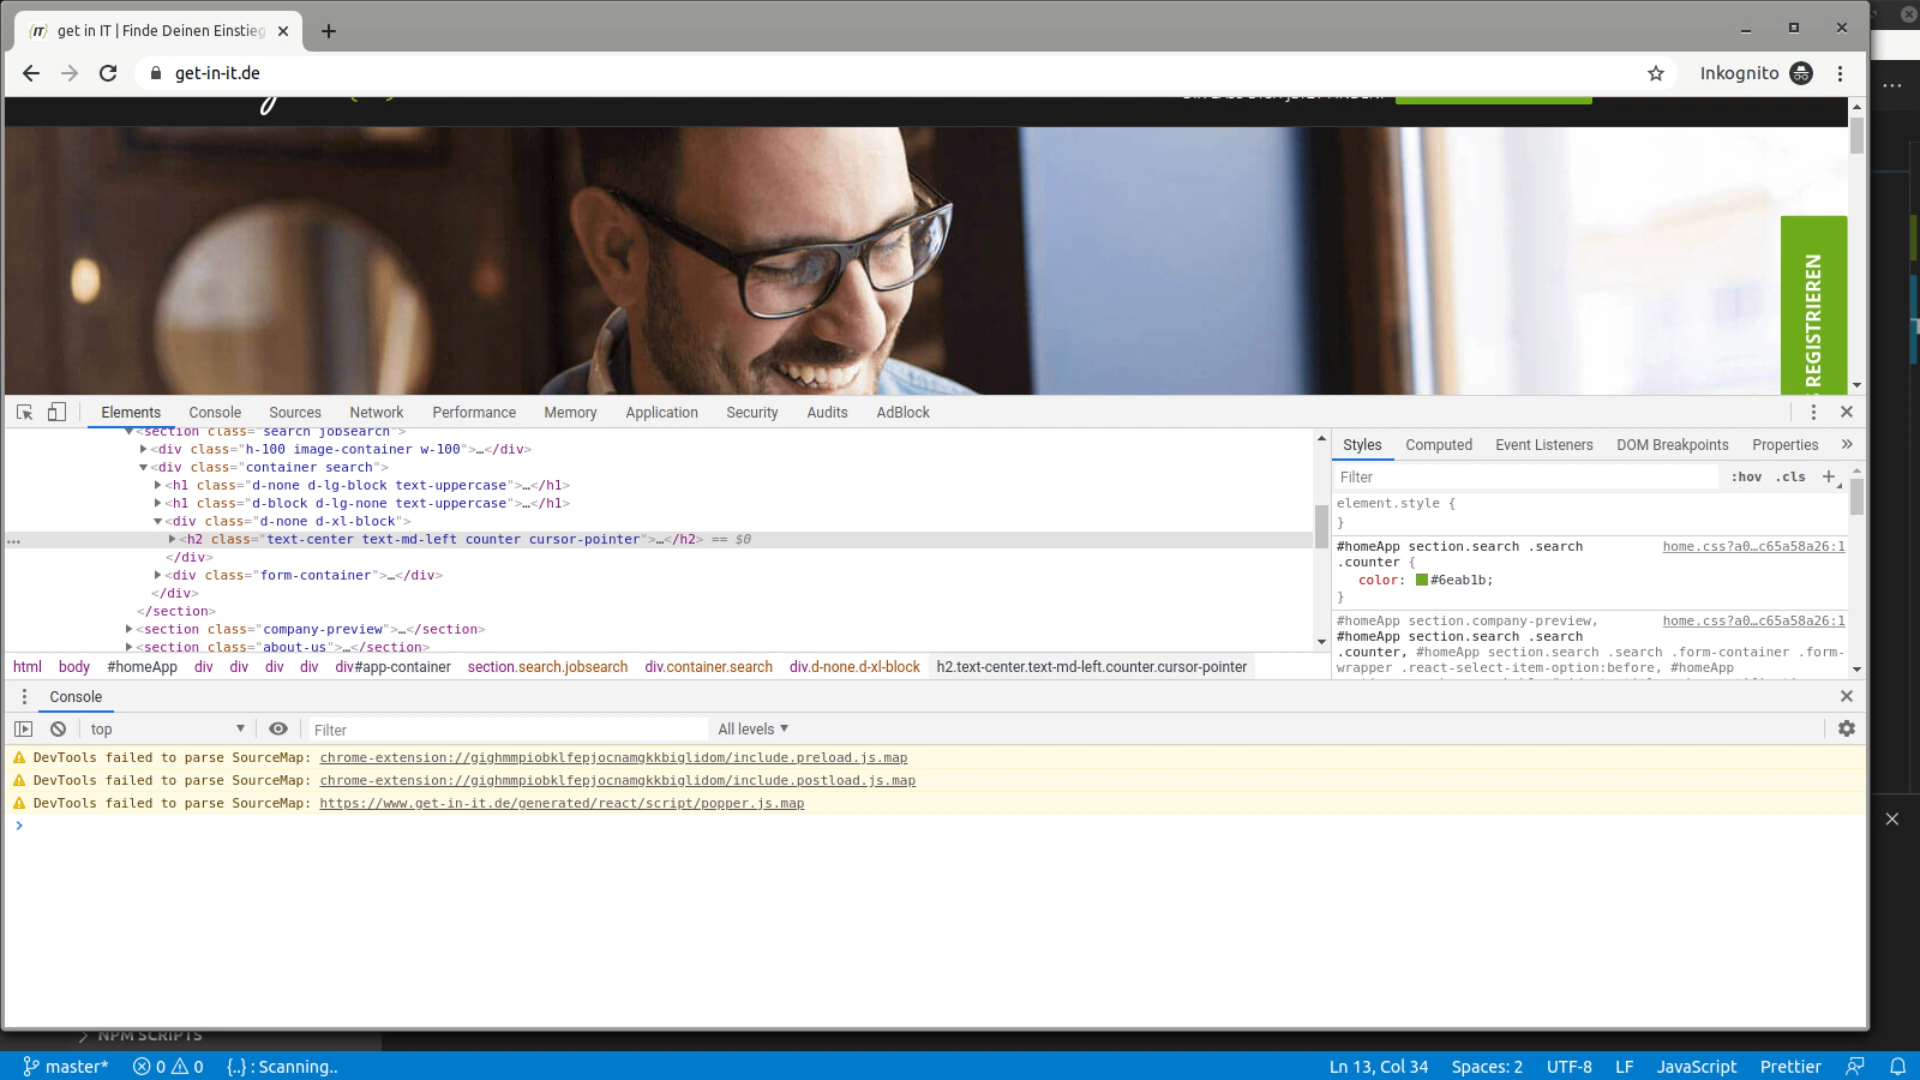 {IT} get in IT | Finde Deinen Einstieg
get-in-it.de
Inkognito
REGISTRIEREN
Elements Console Sources Network Performance Memory Application Security Audits AdBlock
<section class="search jobsearch">
<div class="h-100 image-container w-100">…</div>
<div class="container search">
<h1 class="d-none d-lg-block text-uppercase">…</h1>
<h1 class="d-block d-lg-none text-uppercase">…</h1>
<div class="d-none d-xl-block">
<h2 class="text-center text-md-left counter cursor-pointer">…</h2> == $0
</div>
<div class="form-container">…</div>
</div>
</section>
<section class="company-preview">…</section>
<section class="about-us">…</section>
html body #homeApp div div div div div#app-container section.search.jobsearch div.container.search div.d-none.d-xl-block h2.text-center.text-md-left.counter.cursor-pointer
Styles Computed Event Listeners DOM Breakpoints Properties »
Filter :hov .cls +
element.style {
}
#homeApp section.search .search home.css?a0…c65a58a26:1
.counter {
color: #6eab1b;
}
#homeApp section.company-preview, home.css?a0…c65a58a26:1
#homeApp section.search .search
.counter, #homeApp section.search .search .form-container .form-
wrapper .react-select-item-option:before, #homeApp
Console
top Filter All levels
DevTools failed to parse SourceMap: chrome-extension://gighmmpiobklfepjocnamgkkbiglidom/include.preload.js.map
DevTools failed to parse SourceMap: chrome-extension://gighmmpiobklfepjocnamgkkbiglidom/include.postload.js.map
DevTools failed to parse SourceMap: https://www.get-in-it.de/generated/react/script/popper.js.map
>
NPM SCRIPTS
master* 0 0 {..} : Scanning.. Ln 13, Col 34 Spaces: 2 UTF-8 LF JavaScript Prettier